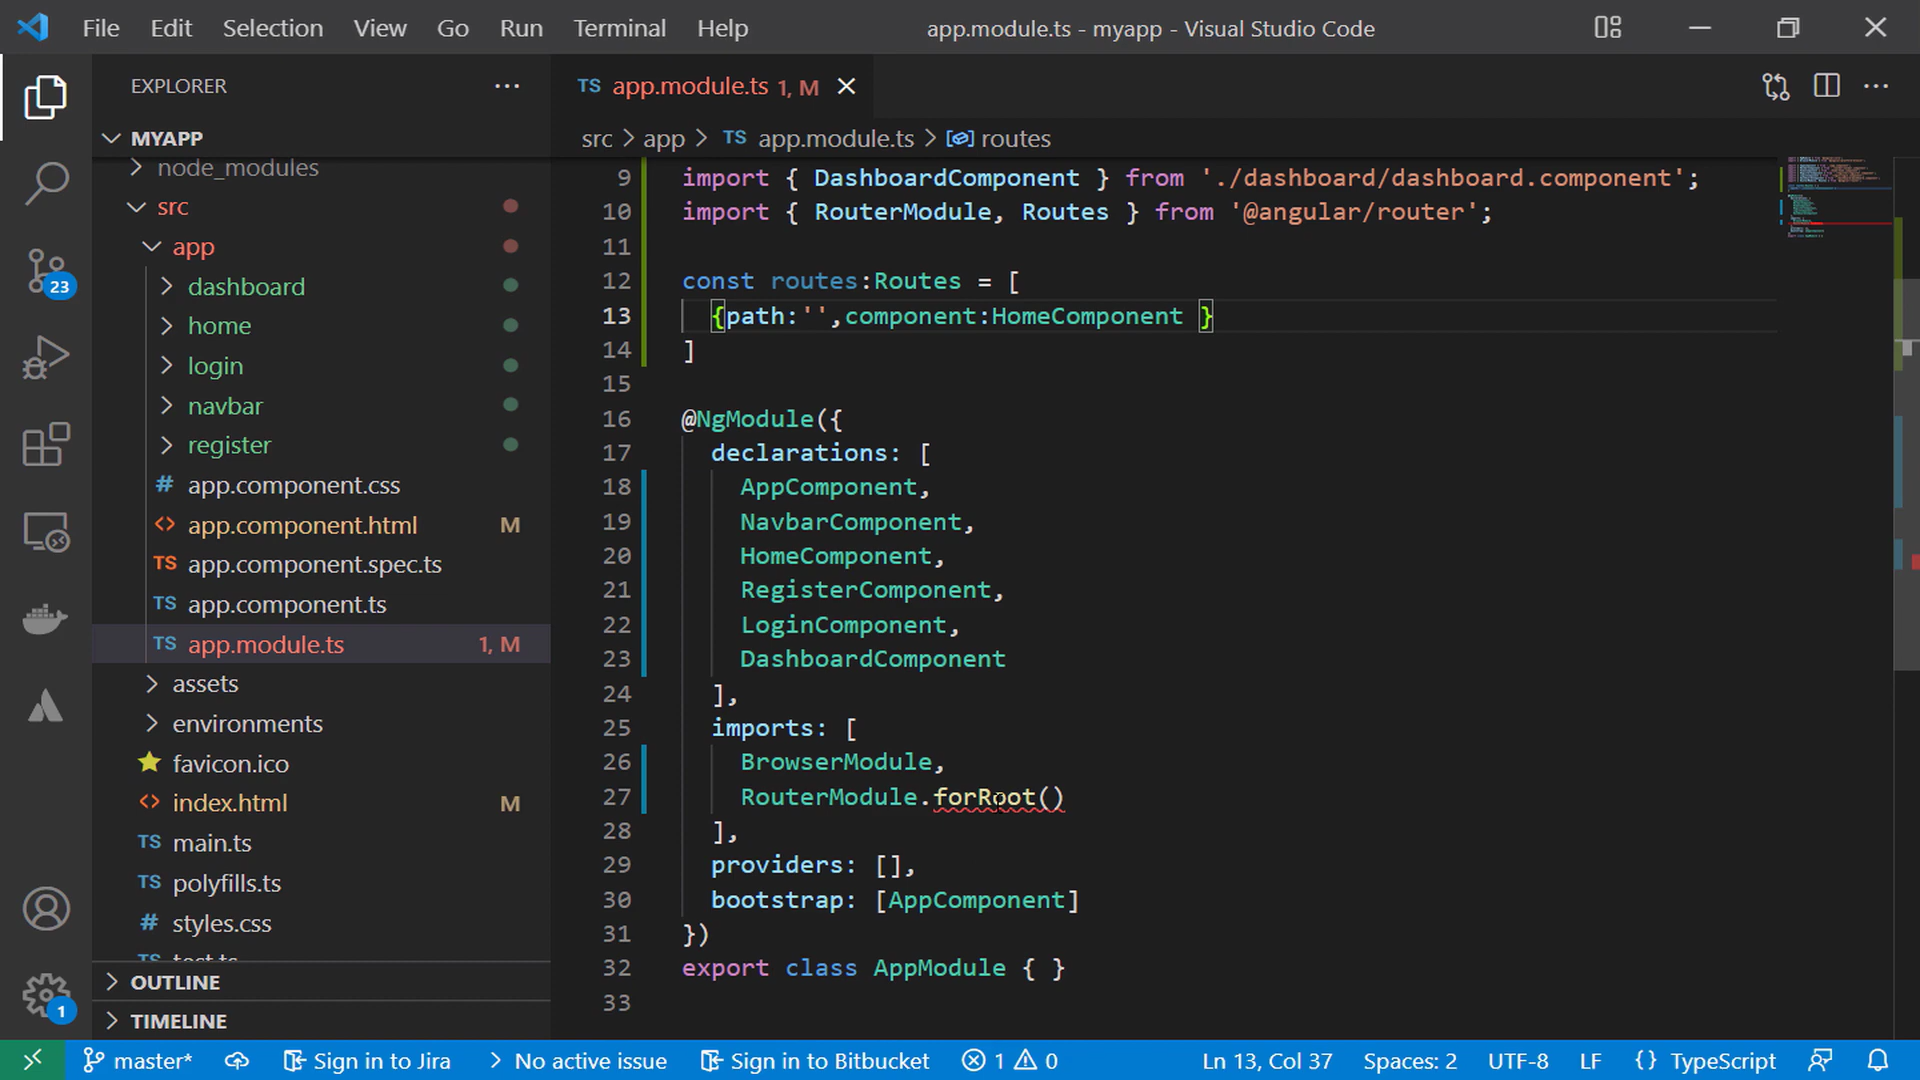 File Edit Selection View Go Run Terminal Help app.module.ts - myapp - Visual Studio Code
EXPLORER ···
TS app.module.ts 1, M
MYAPP
src > app > TS app.module.ts > routes
node_modules
src
app
dashboard
home
login
navbar
register
# app.component.css
<> app.component.html M
TS app.component.spec.ts
TS app.component.ts
TS app.module.ts 1, M
assets
environments
favicon.ico
<> index.html M
TS main.ts
TS polyfills.ts
# styles.css
TS test.ts
OUTLINE
TIMELINE
23
1
9 import { DashboardComponent } from './dashboard/dashboard.component';
10 import { RouterModule, Routes } from '@angular/router';
11
12 const routes:Routes = [
13 {path:'',component:HomeComponent }
14 ]
15
16 @NgModule({
17 declarations: [
18 AppComponent,
19 NavbarComponent,
20 HomeComponent,
21 RegisterComponent,
22 LoginComponent,
23 DashboardComponent
24 ],
25 imports: [
26 BrowserModule,
27 RouterModule.forRoot()
28 ],
29 providers: [],
30 bootstrap: [AppComponent]
31 })
32 export class AppModule { }
33
master* Sign in to Jira > No active issue Sign in to Bitbucket 1 0 Ln 13, Col 37 Spaces: 2 UTF-8 LF {} TypeScript